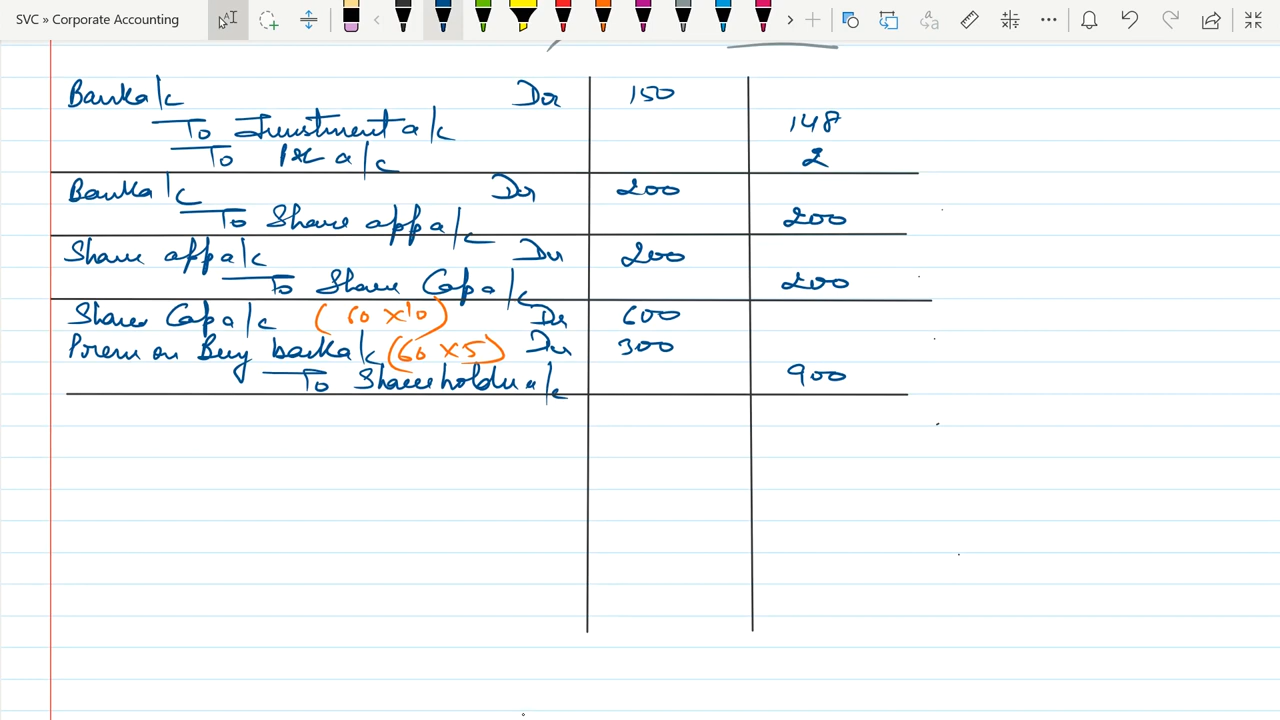 SVC » Corporate Accounting
Bank a/c Dr 150
To Investment a/c 148
To P&L a/c 2
Bank a/c Dr 200
To Share app a/c 200
Share app a/c Dr 200
To Share Cap a/c 200
Share Cap a/c (60 x 10) Dr 600
Prem on Buy back a/c (60 x 5) Dr 300
To Shareholder a/c 900